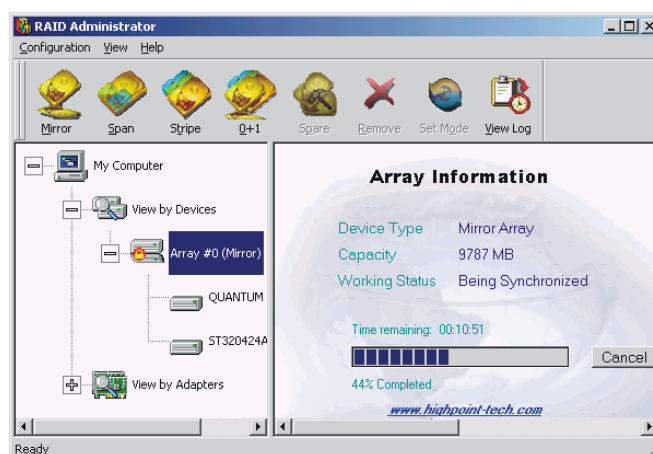 RAID Administrator
Configuration View Help
Mirror Span Stripe 0+1 Spare Remove Set Mode View Log
My Computer
View by Devices
Array #0 (Mirror)
QUANTUM
ST320424A
View by Adapters
Array Information
Device Type Mirror Array
Capacity 9787 MB
Working Status Being Synchronized
Time remaining: 00:10:51
Cancel
44% Completed
www.highpoint-tech.com
Ready